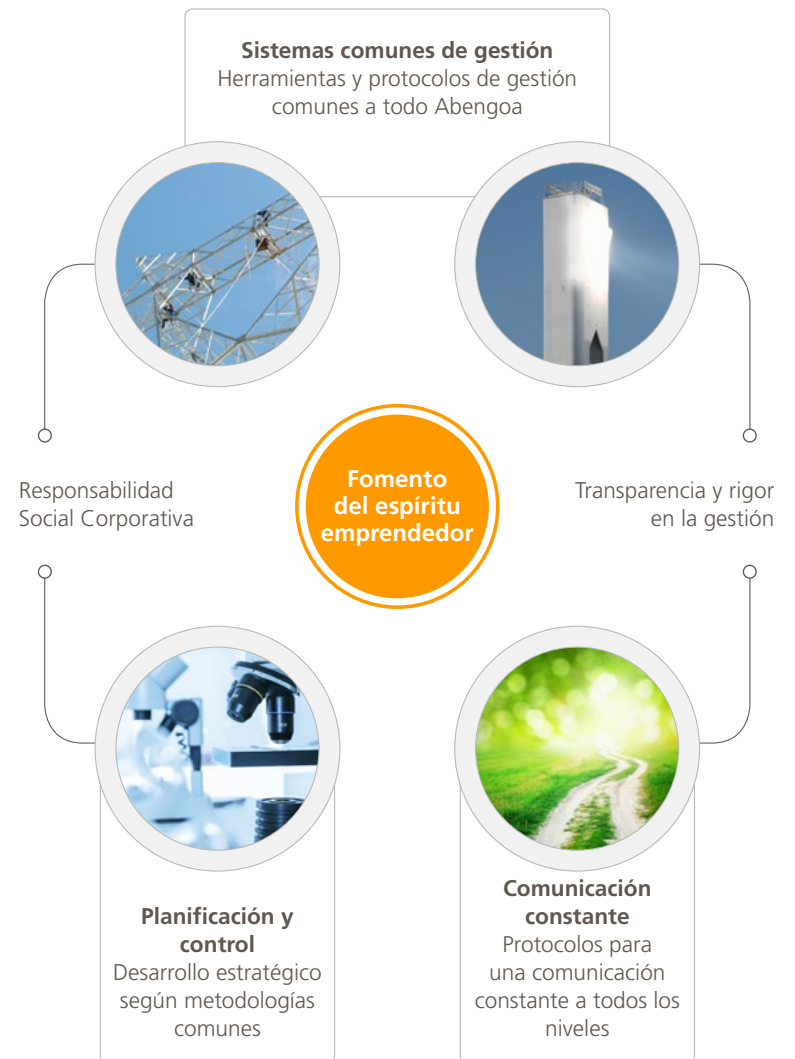 Sistemas comunes de gestión
Herramientas y protocolos de gestión
comunes a todo Abengoa
Responsabilidad
Social Corporativa
Fomento
del espíritu
emprendedor
Transparencia y rigor
en la gestión
Planificación y
control
Desarrollo estratégico
según metodologías
comunes
Comunicación
constante
Protocolos para
una comunicación
constante a todos los
niveles